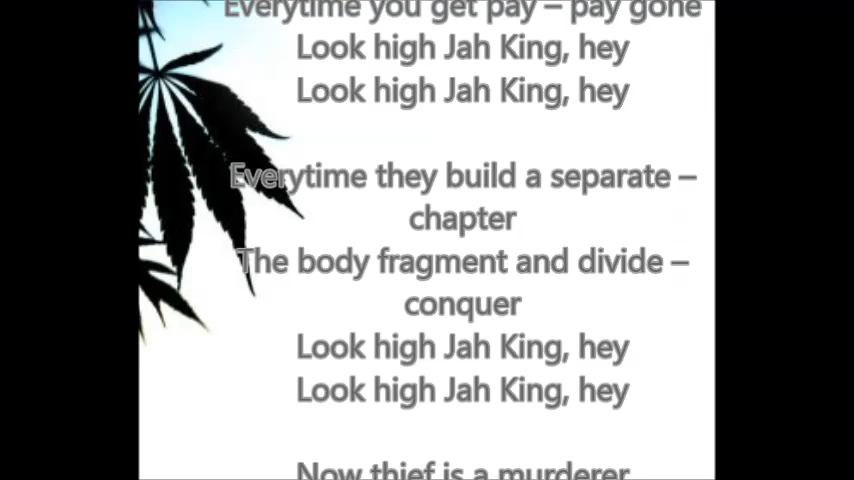 Everytime you get pay – pay gone
Look high Jah King, hey
Look high Jah King, hey
Everytime they build a separate –
chapter
The body fragment and divide –
conquer
Look high Jah King, hey
Look high Jah King, hey
Now thief is a murderer